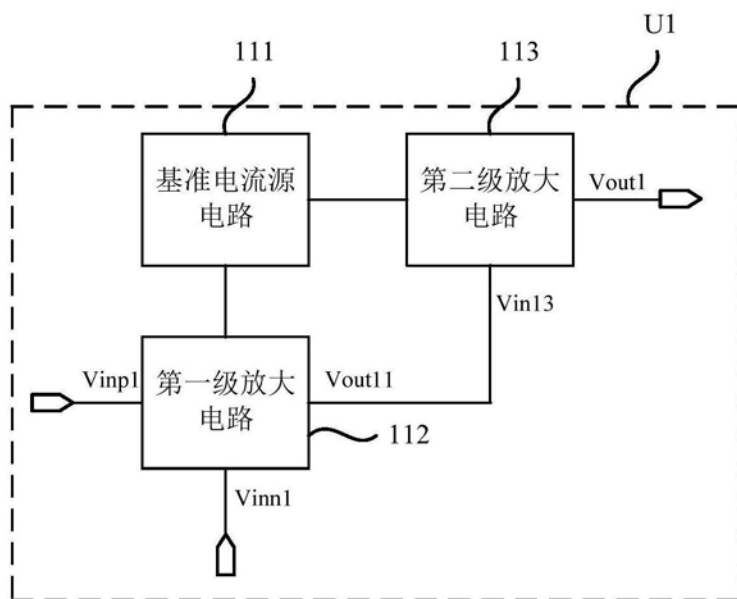 U1
111
113
基准电流源
电路
第二级放大
电路
Vout1
Vin13
Vinp1
第一级放大
电路
Vout11
112
Vinn1